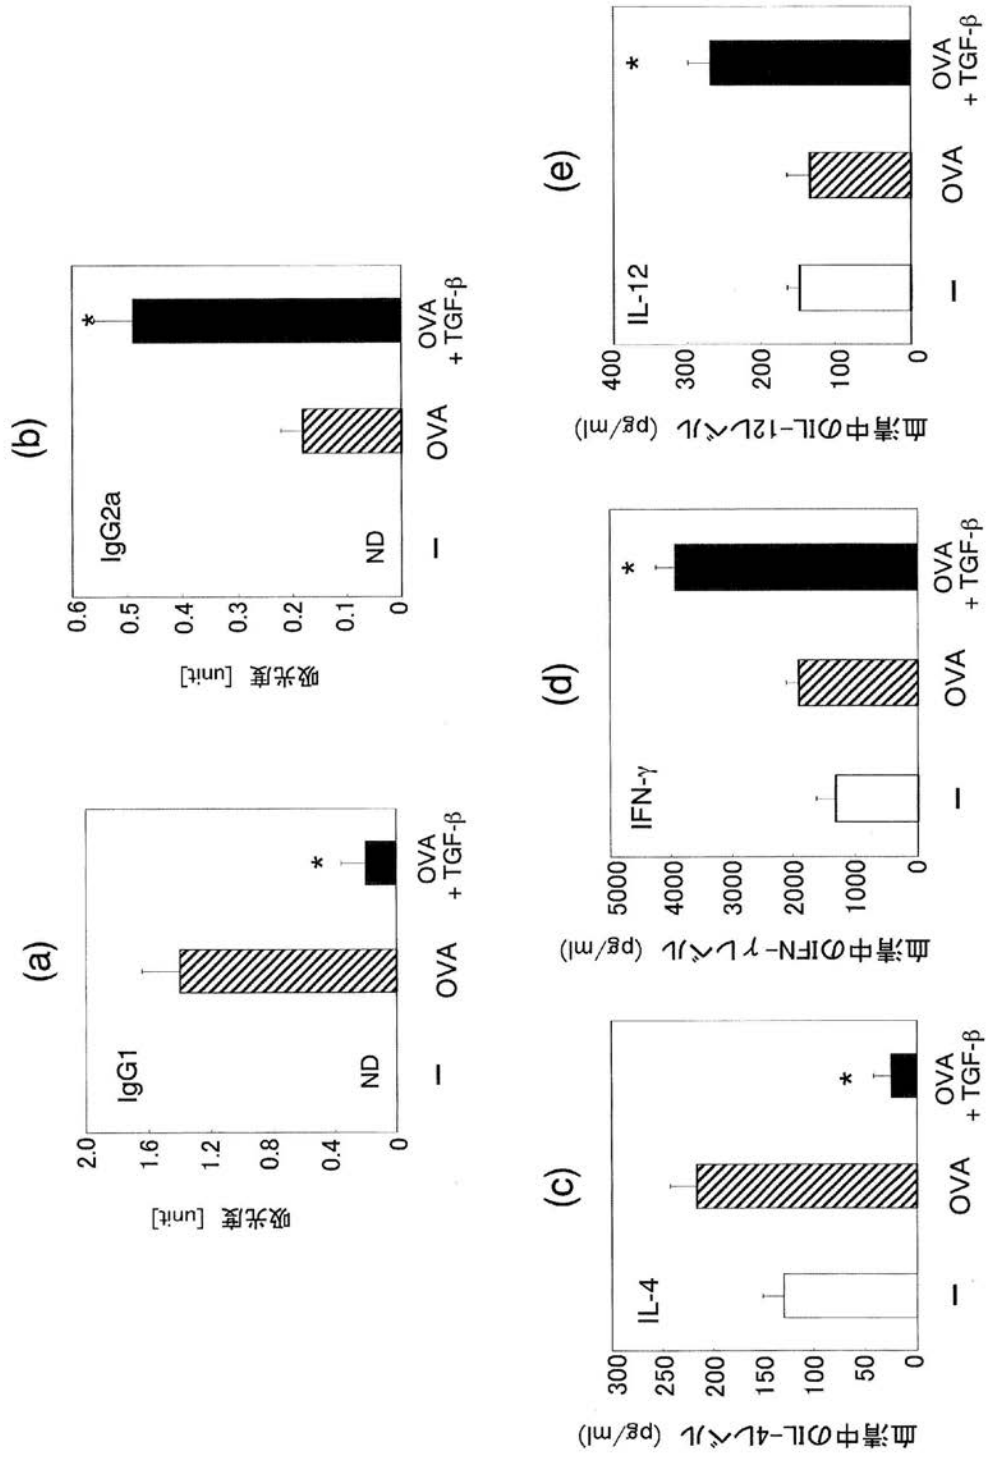 (a)
吸光度 [unit]
2.0
1.6
1.2
0.8
0.4
0
IgG1
ND
*
−
OVA
OVA
+ TGF-β
(b)
吸光度 [unit]
0.6
0.5
0.4
0.3
0.2
0.1
0
IgG2a
ND
*
−
OVA
OVA
+ TGF-β
(c)
血清中のIL-4レベル (pg/ml)
300
250
200
150
100
50
0
IL-4
*
−
OVA
OVA
+ TGF-β
(d)
血清中のIFN-γレベル (pg/ml)
5000
4000
3000
2000
1000
0
IFN-γ
*
−
OVA
OVA
+ TGF-β
(e)
血清中のIL-12レベル (pg/ml)
400
300
200
100
0
IL-12
*
−
OVA
OVA
+ TGF-β